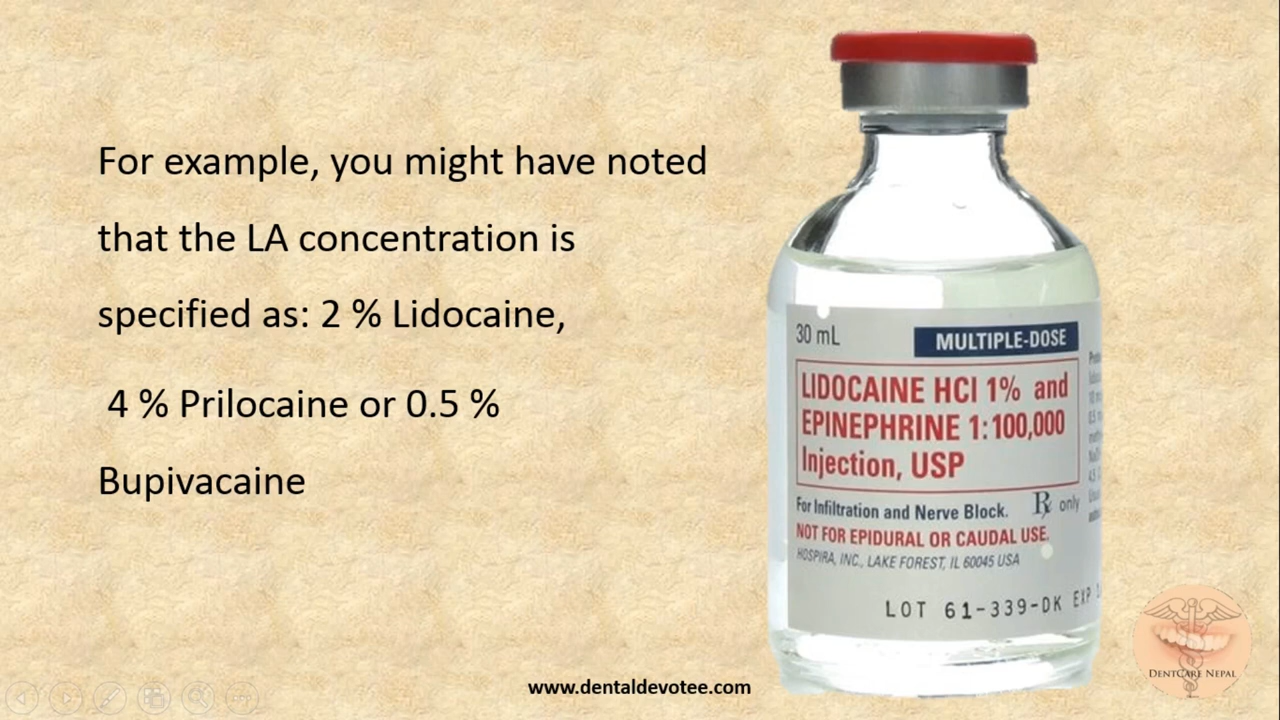 For example, you might have noted
that the LA concentration is
specified as: 2 % Lidocaine,
4 % Prilocaine or 0.5 %
Bupivacaine
30 mL
MULTIPLE-DOSE
LIDOCAINE HCl 1% and
EPINEPHRINE 1:100,000
Injection, USP
For Infiltration and Nerve Block. Rx only
NOT FOR EPIDURAL OR CAUDAL USE.
HOSPIRA, INC., LAKE FOREST, IL 60045 USA
LOT 61-339-DK EXP
www.dentaldevotee.com
DENTCARE NEPAL